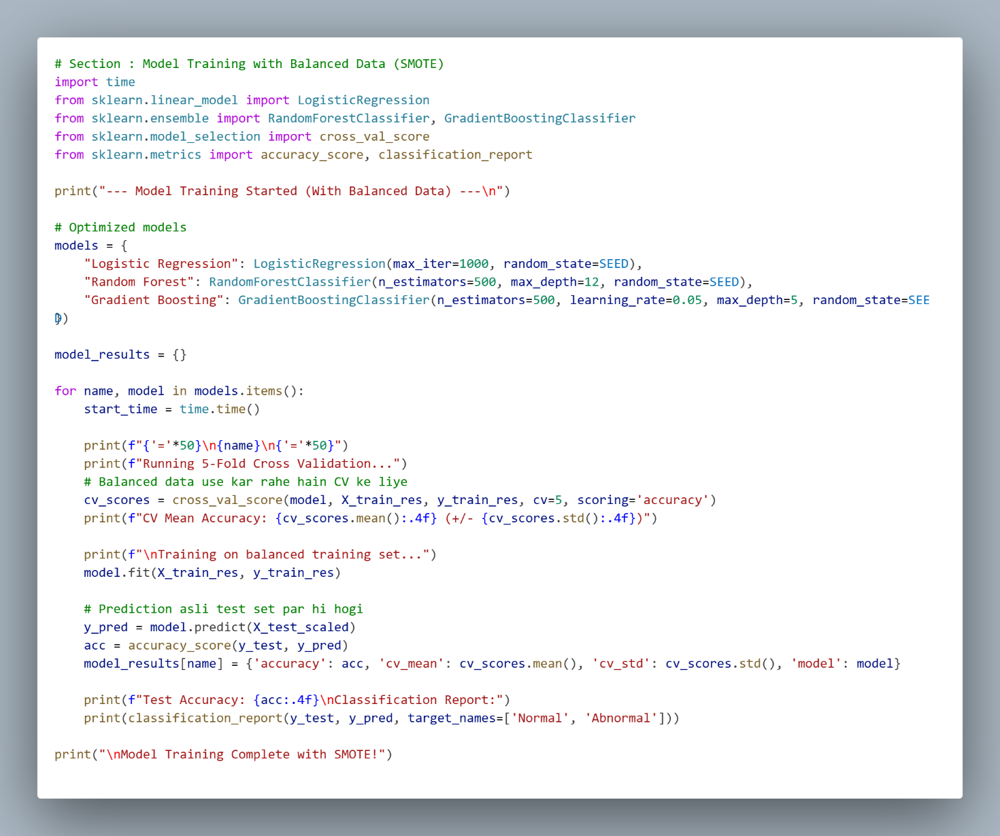 # Section : Model Training with Balanced Data (SMOTE)
import time
from sklearn.linear_model import LogisticRegression
from sklearn.ensemble import RandomForestClassifier, GradientBoostingClassifier
from sklearn.model_selection import cross_val_score
from sklearn.metrics import accuracy_score, classification_report

print("--- Model Training Started (With Balanced Data) ---\n")

# Optimized models
models = {
    "Logistic Regression": LogisticRegression(max_iter=1000, random_state=SEED),
    "Random Forest": RandomForestClassifier(n_estimators=500, max_depth=12, random_state=SEED),
    "Gradient Boosting": GradientBoostingClassifier(n_estimators=500, learning_rate=0.05, max_depth=5, random_state=SEE
D)
}

model_results = {}

for name, model in models.items():
    start_time = time.time()

    print(f"{'='*50}\n{name}\n{'='*50}")
    print(f"Running 5-Fold Cross Validation...")
    # Balanced data use kar rahe hain CV ke liye
    cv_scores = cross_val_score(model, X_train_res, y_train_res, cv=5, scoring='accuracy')
    print(f"CV Mean Accuracy: {cv_scores.mean():.4f} (+/- {cv_scores.std():.4f})")

    print(f"\nTraining on balanced training set...")
    model.fit(X_train_res, y_train_res)

    # Prediction asli test set par hi hogi
    y_pred = model.predict(X_test_scaled)
    acc = accuracy_score(y_test, y_pred)
    model_results[name] = {'accuracy': acc, 'cv_mean': cv_scores.mean(), 'cv_std': cv_scores.std(), 'model': model}

    print(f"Test Accuracy: {acc:.4f}\nClassification Report:")
    print(classification_report(y_test, y_pred, target_names=['Normal', 'Abnormal']))

print("\nModel Training Complete with SMOTE!")